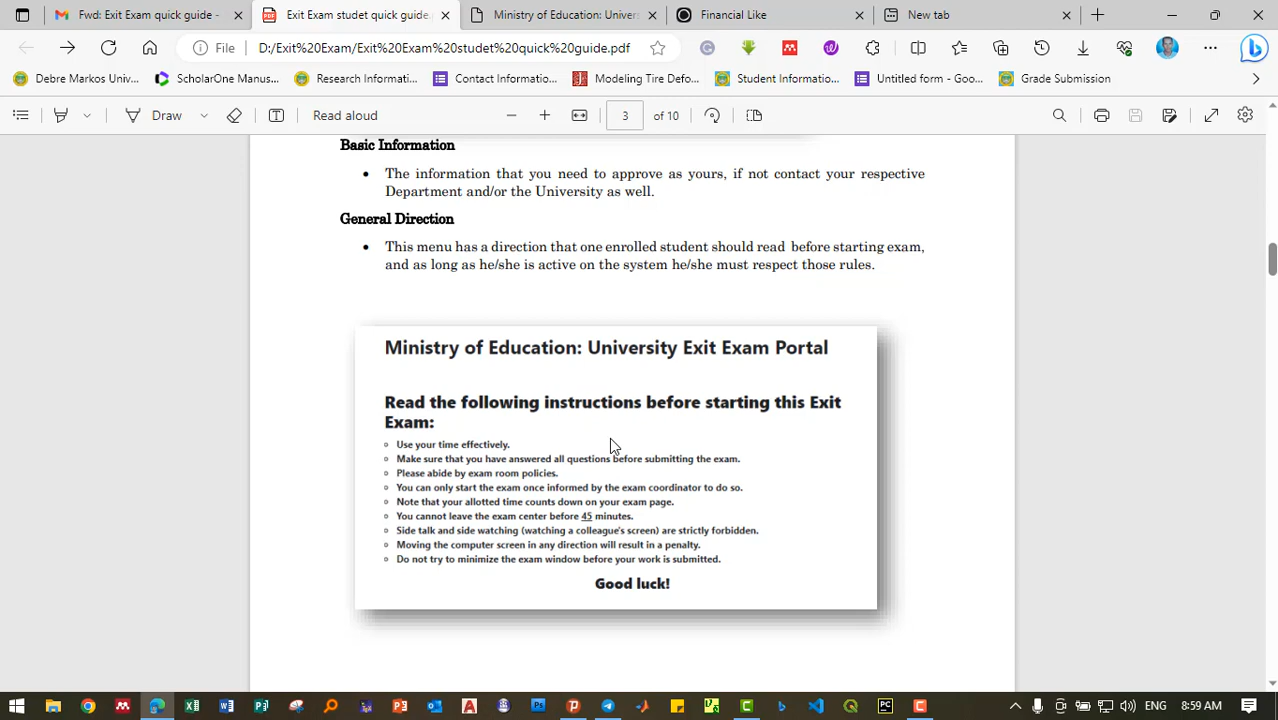 Fwd: Exit Exam quick guide -
Exit Exam studet quick guide.
Ministry of Education: Univers
Financial Like
New tab
File
D:/Exit%20Exam/Exit%20Exam%20studet%20quick%20guide.pdf
Debre Markos Univ...
ScholarOne Manus...
Research Informati...
Contact Informatio...
Modeling Tire Defo...
Student Informatio...
Untitled form - Goo...
Grade Submission
Draw
Read aloud
3
of 10
Basic Information
• The information that you need to approve as yours, if not contact your respective
Department and/or the University as well.
General Direction
• This menu has a direction that one enrolled student should read before starting exam,
and as long as he/she is active on the system he/she must respect those rules.
Ministry of Education: University Exit Exam Portal
Read the following instructions before starting this Exit
Exam:
Use your time effectively.
Make sure that you have answered all questions before submitting the exam.
Please abide by exam room policies.
You can only start the exam once informed by the exam coordinator to do so.
Note that your allotted time counts down on your exam page.
You cannot leave the exam center before 45 minutes.
Side talk and side watching (watching a colleague's screen) are strictly forbidden.
Moving the computer screen in any direction will result in a penalty.
Do not try to minimize the exam window before your work is submitted.
Good luck!
ENG
8:59 AM